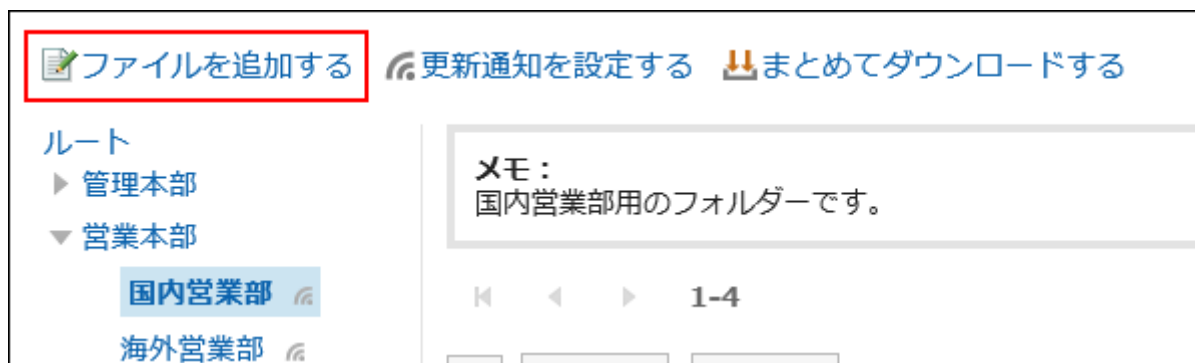 ファイルを追加する 更新通知を設定する まとめてダウンロードする
ルート
管理本部
営業本部
国内営業部
海外営業部
メモ：
国内営業部用のフォルダーです。
1-4